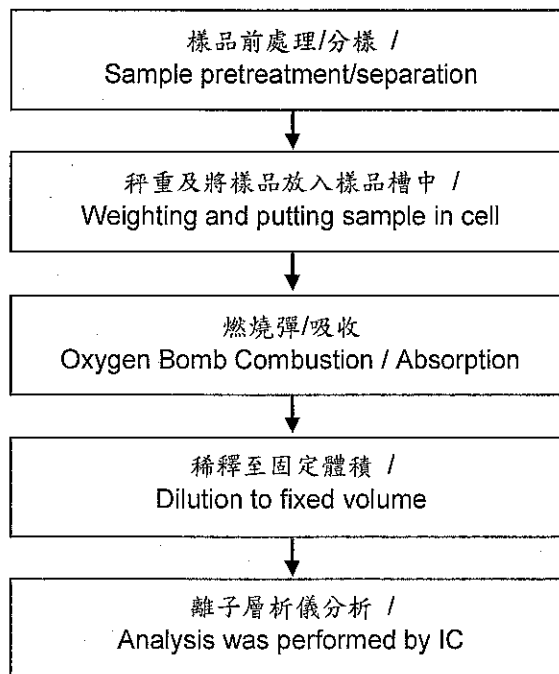 樣品前處理/分樣 /
Sample pretreatment/separation
秤重及將樣品放入樣品槽中 /
Weighting and putting sample in cell
燃燒彈/吸收
Oxygen Bomb Combustion / Absorption
稀釋至固定體積 /
Dilution to fixed volume
離子層析儀分析 /
Analysis was performed by IC